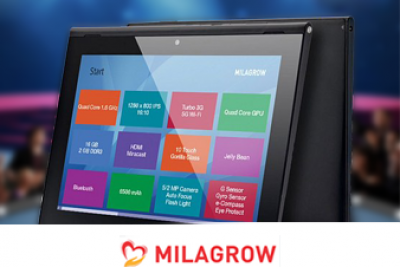 Start
MILAGROW
Quad Core 1.6 GHz
1280 x 800 IPS
16:10
Turbo 3G
5G Wi-Fi
Quad Core GPU
16 GB
2 GB DDR3
HDMI
Miracast
10 Touch
Gorilla Glass
Jelly Bean
Bluetooth
6500 mAh
5/2 MP Camera
Auto Focus
Flash Light
G Sensor
Gyro Sensor
e-Compass
Eye Protect
MILAGROW